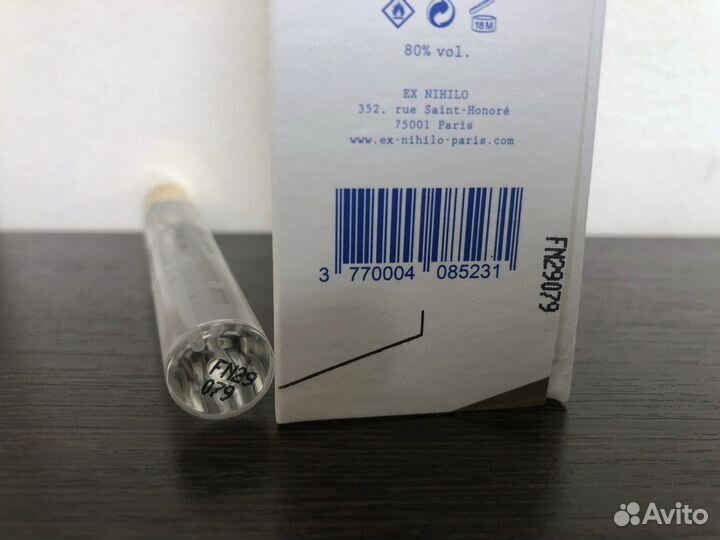 18M
80% vol.
EX NIHILO
352, rue Saint-Honoré
75001 Paris
www.ex-nihilo-paris.com
3 770004 085231
FN29079
FN29
079
Avito